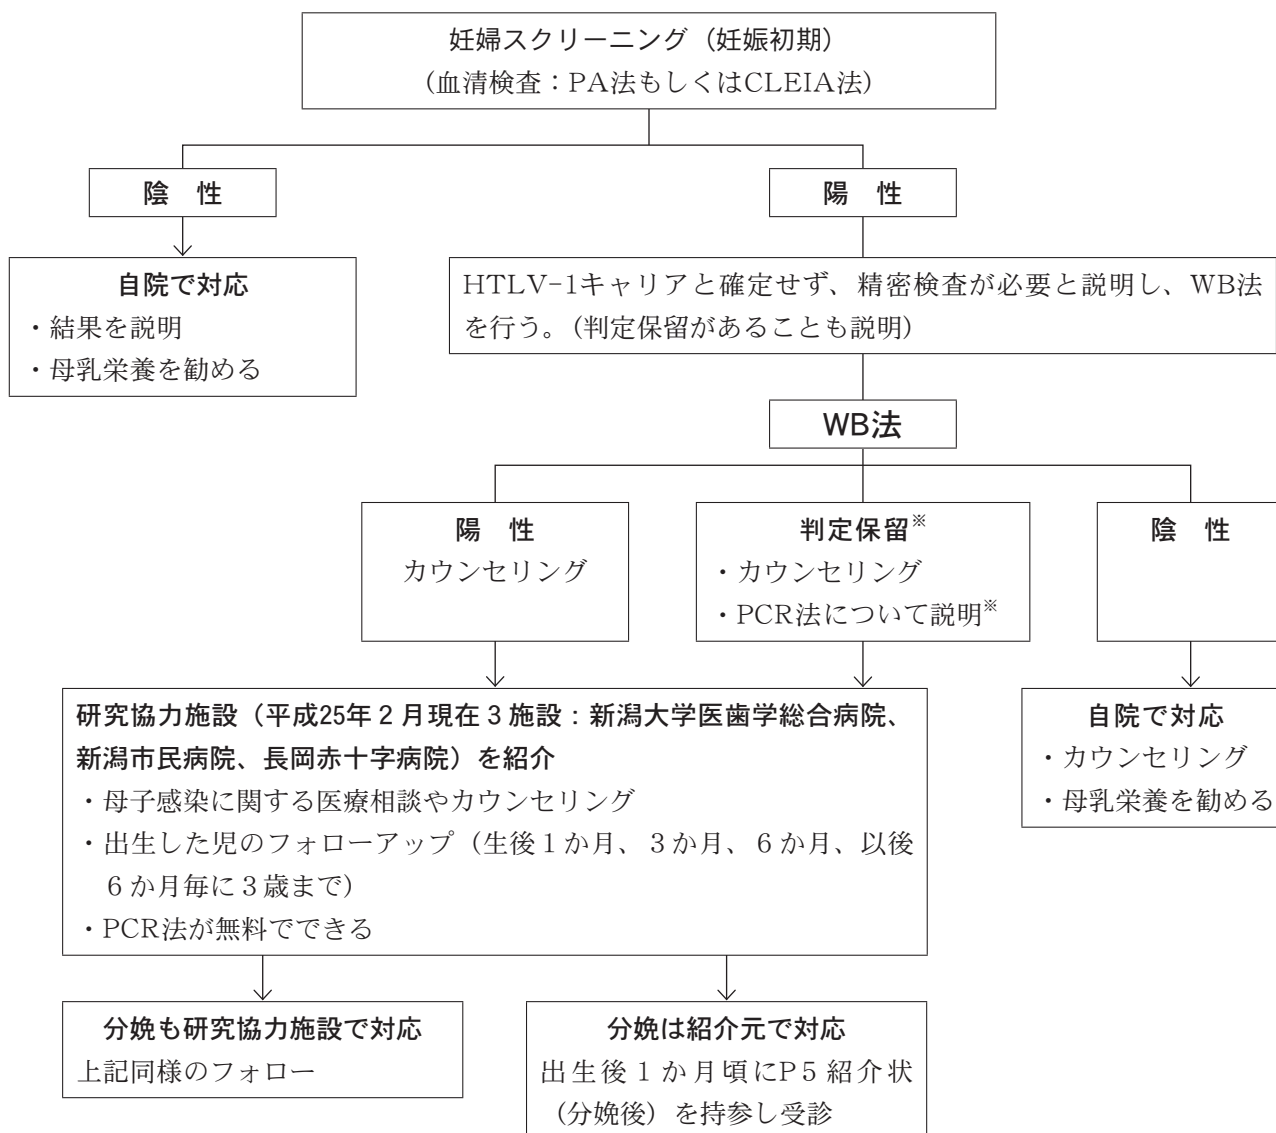 妊婦スクリーニング（妊娠初期）
（血清検査：PA法もしくはCLEIA法）
陰　性
陽　性
自院で対応
・結果を説明
・母乳栄養を勧める
HTLV-1キャリアと確定せず、精密検査が必要と説明し、WB法
を行う。（判定保留があることも説明）
WB法
陽　性
カウンセリング
判定保留※
・カウンセリング
・PCR法について説明※
陰　性
研究協力施設（平成25年２月現在３施設：新潟大学医歯学総合病院、
新潟市民病院、長岡赤十字病院）を紹介
・母子感染に関する医療相談やカウンセリング
・出生した児のフォローアップ（生後１か月、３か月、６か月、以後
６か月毎に３歳まで）
・PCR法が無料でできる
自院で対応
・カウンセリング
・母乳栄養を勧める
分娩も研究協力施設で対応
上記同様のフォロー
分娩は紹介元で対応
出生後１か月頃にP５紹介状
（分娩後）を持参し受診